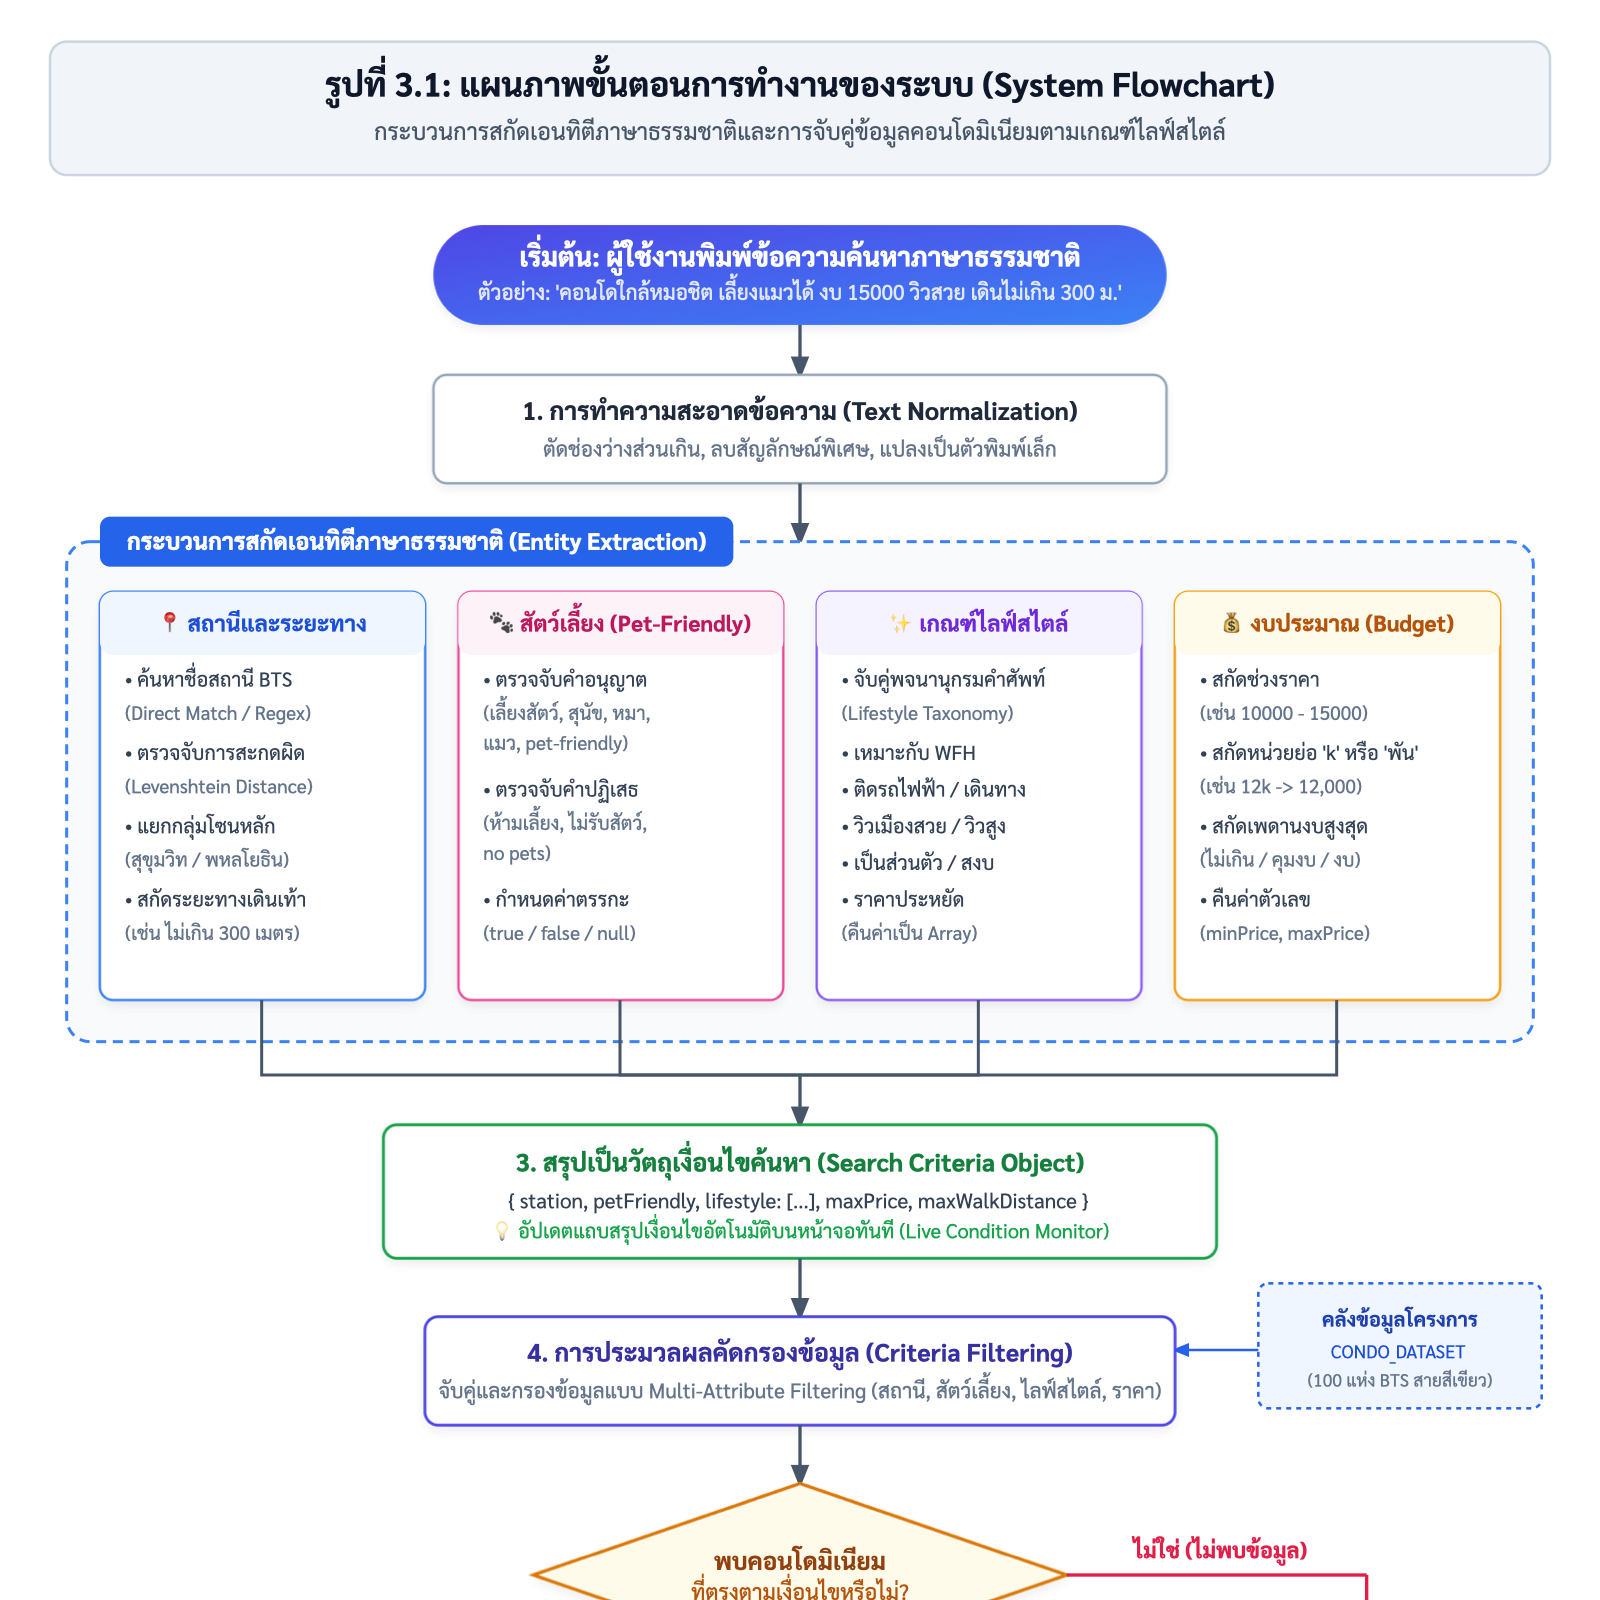 รูปที่ 3.1: แผนภาพขั้นตอนการทำงานของระบบ (System Flowchart)
กระบวนการสกัดเอนทิตีภาษาธรรมชาติและการจับคู่ข้อมูลคอนโดมิเนียมตามเกณฑ์ไลฟ์สไตล์
เริ่มต้น: ผู้ใช้งานพิมพ์ข้อความค้นหาภาษาธรรมชาติ
ตัวอย่าง: 'คอนโดใกล้หมอชิต เลี้ยงแมวได้ งบ 15000 วิวสวย เดินไม่เกิน 300 ม.'
1. การทำความสะอาดข้อความ (Text Normalization)
ตัดช่องว่างส่วนเกิน, ลบสัญลักษณ์พิเศษ, แปลงเป็นตัวพิมพ์เล็ก
กระบวนการสกัดเอนทิตีภาษาธรรมชาติ (Entity Extraction)
📍 สถานีและระยะทาง
• ค้นหาชื่อสถานี BTS
(Direct Match / Regex)
• ตรวจจับการสะกดผิด
(Levenshtein Distance)
• แยกกลุ่มโซนหลัก
(สุขุมวิท / พหลโยธิน)
• สกัดระยะทางเดินเท้า
(เช่น ไม่เกิน 300 เมตร)
🐾 สัตว์เลี้ยง (Pet-Friendly)
• ตรวจจับคำอนุญาต
(เลี้ยงสัตว์, สุนัข, หมา,
แมว, pet-friendly)
• ตรวจจับคำปฏิเสธ
(ห้ามเลี้ยง, ไม่รับสัตว์,
no pets)
• กำหนดค่าตรรกะ
(true / false / null)
✨ เกณฑ์ไลฟ์สไตล์
• จับคู่พจนานุกรมคำศัพท์
(Lifestyle Taxonomy)
• เหมาะกับ WFH
• ติดรถไฟฟ้า / เดินทาง
• วิวเมืองสวย / วิวสูง
• เป็นส่วนตัว / สงบ
• ราคาประหยัด
(คืนค่าเป็น Array)
💰 งบประมาณ (Budget)
• สกัดช่วงราคา
(เช่น 10000 - 15000)
• สกัดหน่วยย่อ 'k' หรือ 'พัน'
(เช่น 12k -> 12,000)
• สกัดเพดานงบสูงสุด
(ไม่เกิน / คุมงบ / งบ)
• คืนค่าตัวเลข
(minPrice, maxPrice)
3. สรุปเป็นวัตถุเงื่อนไขค้นหา (Search Criteria Object)
{ station, petFriendly, lifestyle: [...], maxPrice, maxWalkDistance }
💡 อัปเดตแถบสรุปเงื่อนไขอัตโนมัติบนหน้าจอทันที (Live Condition Monitor)
4. การประมวลผลคัดกรองข้อมูล (Criteria Filtering)
จับคู่และกรองข้อมูลแบบ Multi-Attribute Filtering (สถานี, สัตว์เลี้ยง, ไลฟ์สไตล์, ราคา)
คลังข้อมูลโครงการ
CONDO_DATASET
(100 แห่ง BTS สายสีเขียว)
พบคอนโดมิเนียม
ที่ตรงตามเงื่อนไขหรือไม่?
ไม่ใช่ (ไม่พบข้อมูล)